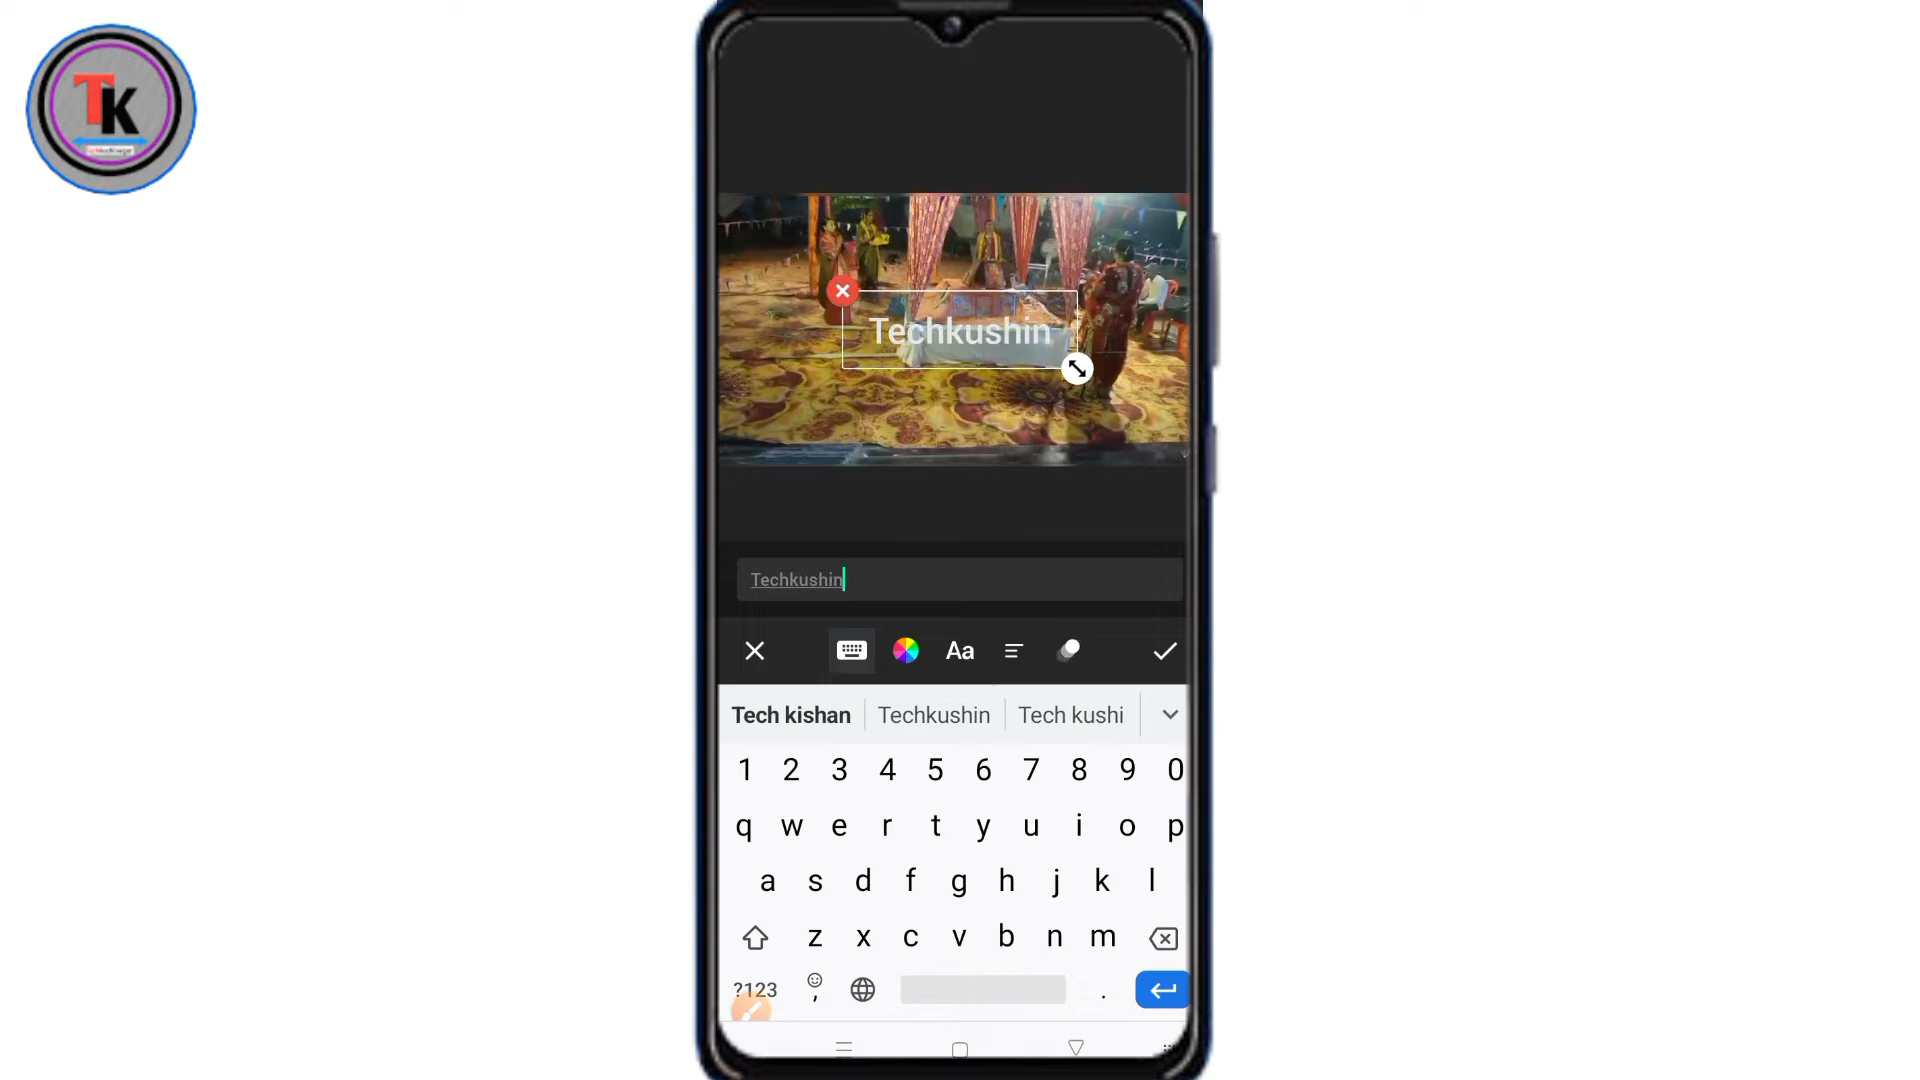 TK
Techkushin
Techkushin
Aa
Tech kishan Techkushin Tech kushi
1 2 3 4 5 6 7 8 9 0
q w e r t y u i o p
a s d f g h j k l
z x c v b n m
?123 , .